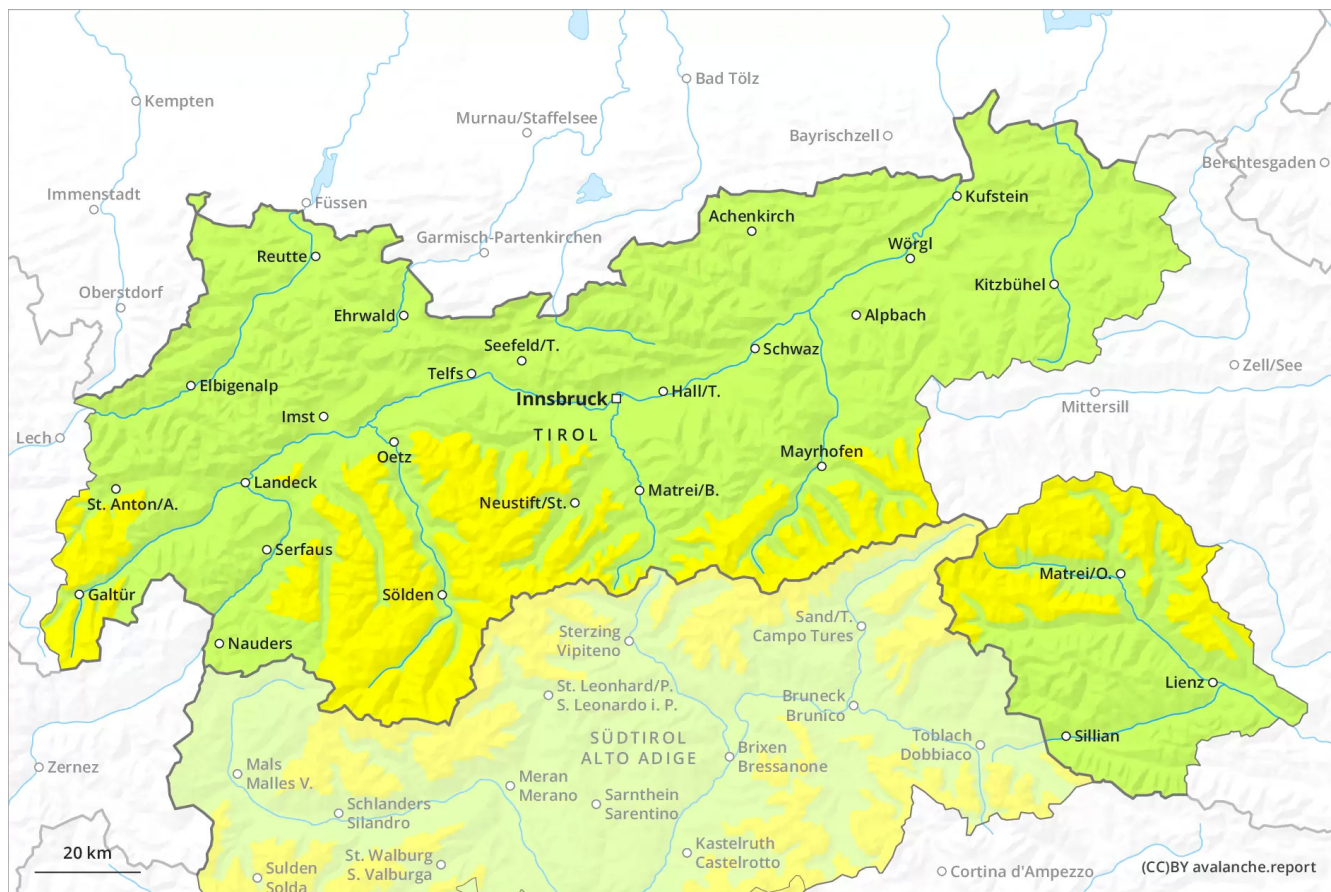 Kempten
Bad Tölz
Murnau/Staffelsee
Bayrischzell
Berchtesgaden
Immenstadt
Füssen
Kufstein
Achenkirch
Garmisch-Partenkirchen
Wörgl
Reutte
Oberstdorf
Kitzbühel
Ehrwald
Alpbach
Seefeld/T.
Schwaz
Zell/See
Telfs
Elbigenalp
Hall/T.
Innsbruck
Mittersill
Imst
Lech
TIROL
Oetz
Mayrhofen
Landeck
Matrei/B.
St. Anton/A.
Neustift/St.
Serfaus
Matrei/O.
Galtür
Sölden
Sand/T.
Campo Tures
Sterzing
Vipiteno
Nauders
Lienz
St. Leonhard/P.
S. Leonardo i. P.
Bruneck
Brunico
Sillian
SÜDTIROL
ALTO ADIGE
Toblach
Dobbiaco
Brixen
Bressanone
Zernez
Mals
Malles V.
Meran
Merano
Sarnthein
Sarentino
Schlanders
Silandro
Kastelruth
Castelrotto
20 km
St. Walburg
S. Valburga
Sulden
Solda
Cortina d'Ampezzo
(CC)BY avalanche.report